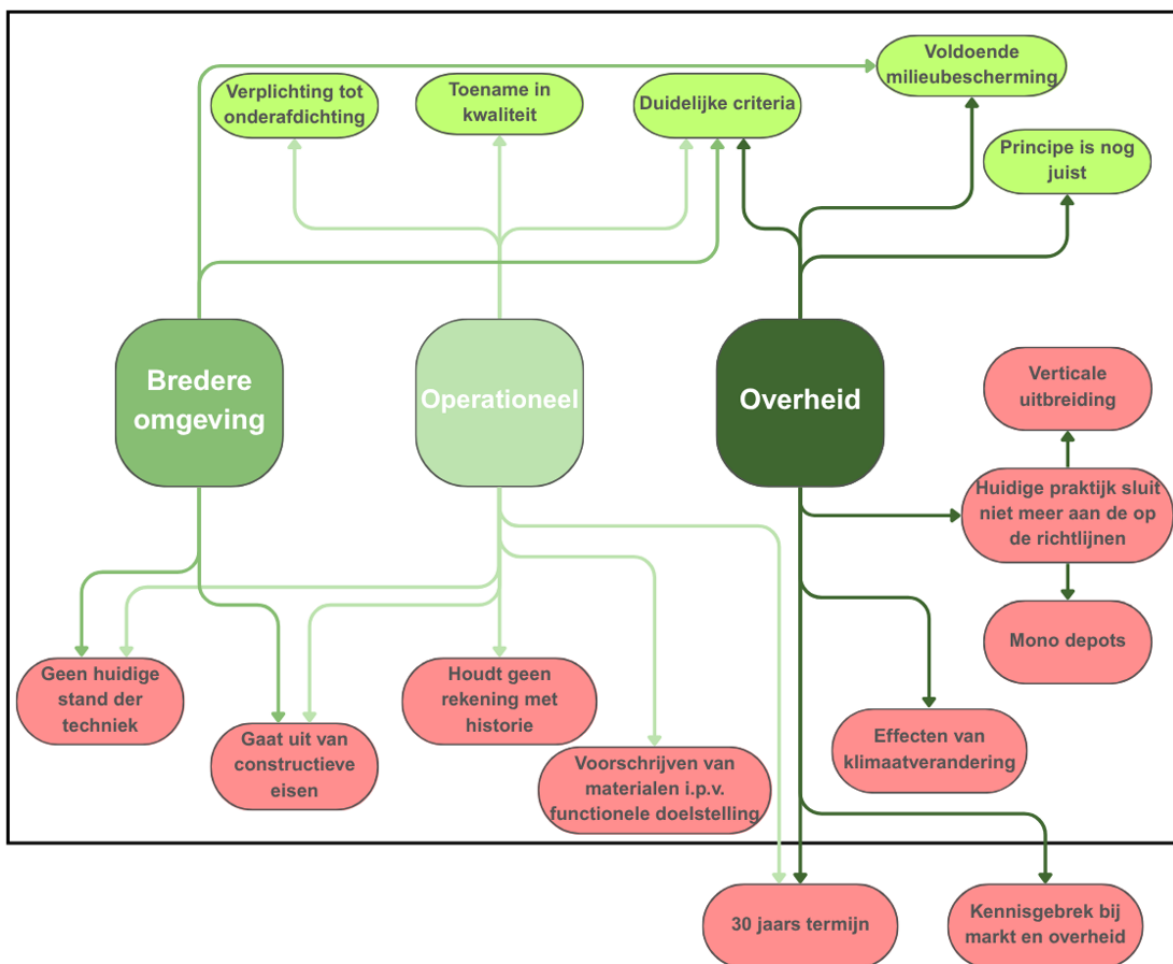 Voldoende
milieubescherming
Verplichting tot
onderafdichting
Toename in
kwaliteit
Duidelijke criteria
Principe is nog
juist
Bredere
omgeving
Operationeel
Overheid
Verticale
uitbreiding
Huidige praktijk sluit
niet meer aan de op
de richtlijnen
Mono depots
Geen huidige
stand der
techniek
Houdt geen
rekening met
historie
Gaat uit van
constructieve
eisen
Effecten van
klimaatverandering
Voorschrijven van
materialen i.p.v.
functionele doelstelling
30 jaars termijn
Kennisgebrek bij
markt en overheid